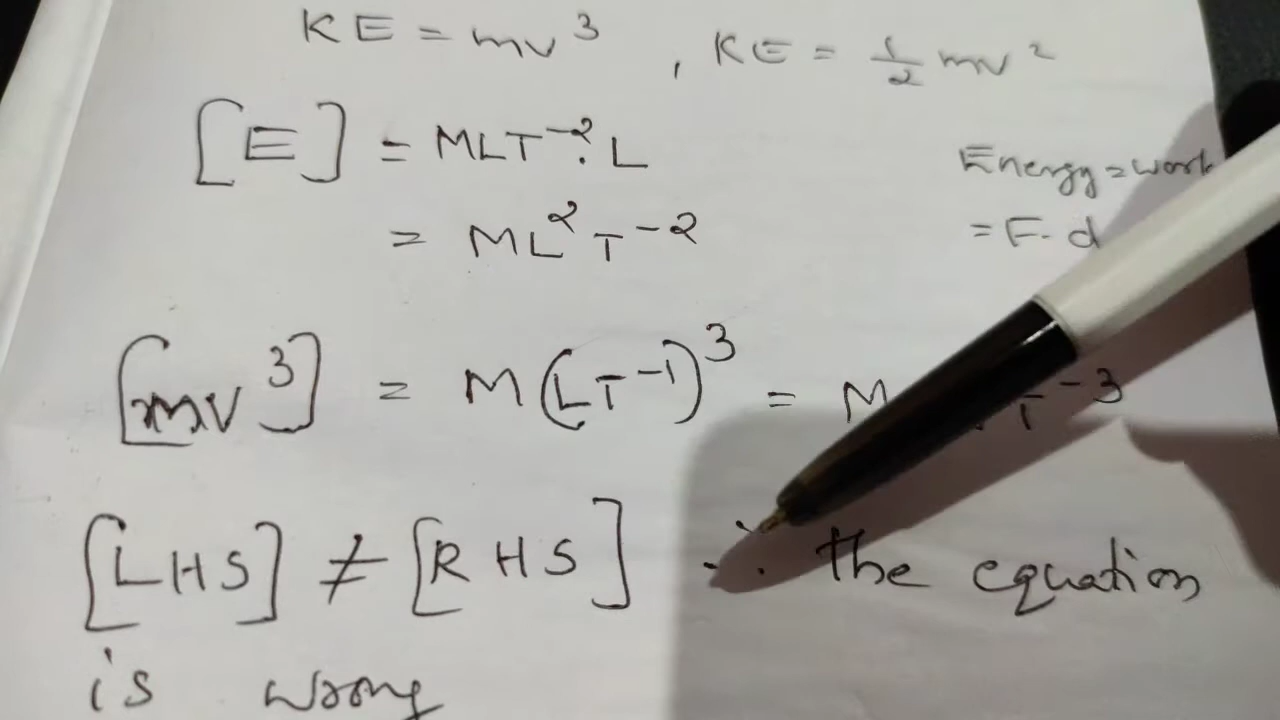 KE = mv³ , KE = 1/2 mv²
[E] = MLT⁻². L
Energy = work
= ML²T⁻²
= F. d
[mv³] = M(LT⁻¹)³ = M T⁻³
[LHS] ≠ [RHS] ∴ the equation
is wrong